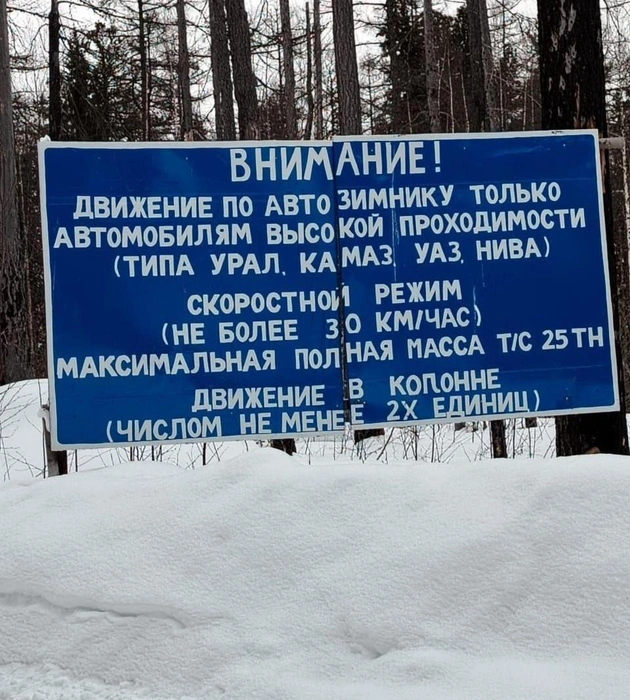 ВНИМАНИЕ!
ДВИЖЕНИЕ ПО АВТОЗИМНИКУ ТОЛЬКО
АВТОМОБИЛЯМ ВЫСОКОЙ ПРОХОДИМОСТИ
(ТИПА УРАЛ, КАМАЗ, УАЗ, НИВА)
СКОРОСТНОЙ РЕЖИМ
(НЕ БОЛЕЕ 30 КМ/ЧАС)
МАКСИМАЛЬНАЯ ПОЛНАЯ МАССА Т/С 25ТН
ДВИЖЕНИЕ В КОЛОННЕ
(ЧИСЛОМ НЕ МЕНЕЕ 2Х ЕДИНИЦ)